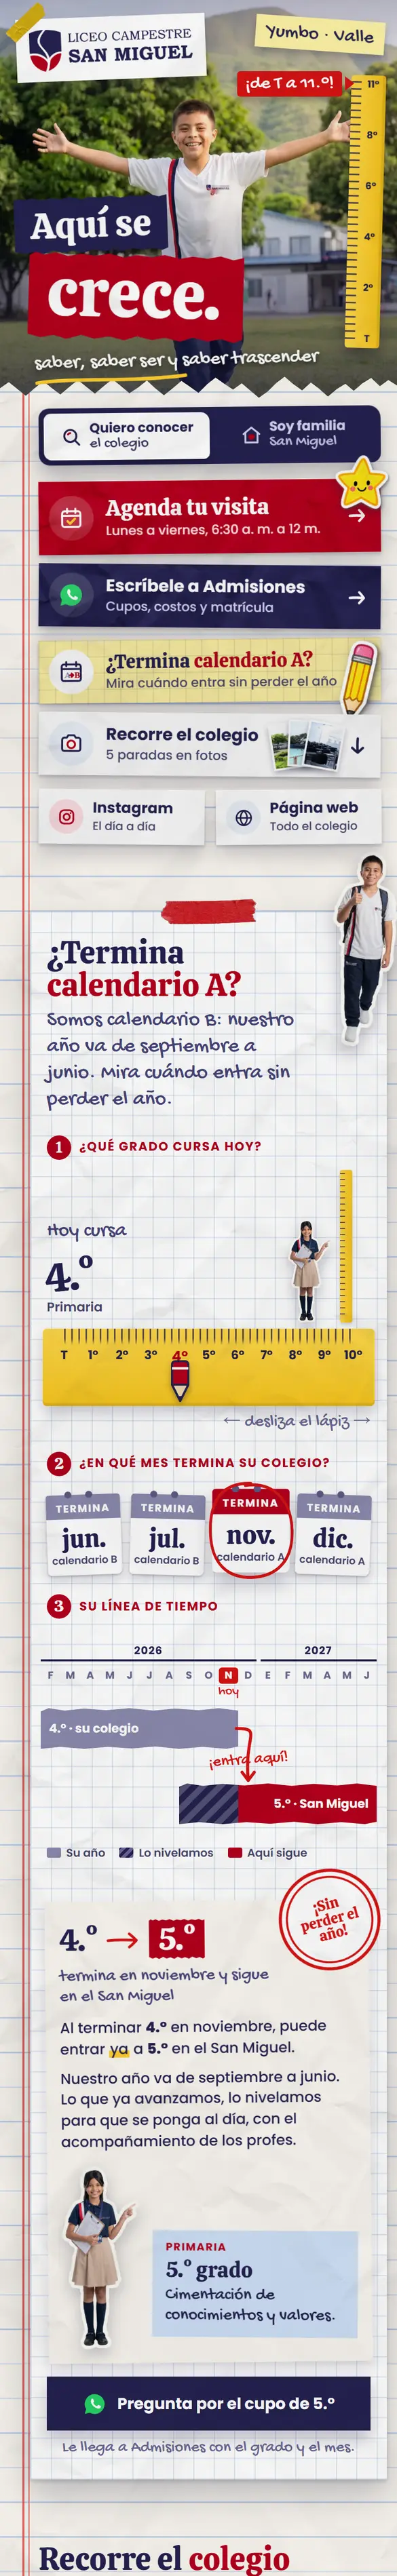 LICEO CAMPESTRE
SAN MIGUEL
Yumbo · Valle
¡de T a 11.º!
11º
8º
6º
4º
2º
T
Aquí se
crece.
saber, saber ser y saber trascender
Quiero conocer
el colegio
Soy familia
San Miguel
Agenda tu visita
Lunes a viernes, 6:30 a. m. a 12 m.
Escríbele a Admisiones
Cupos, costos y matrícula
A→B
¿Termina calendario A?
Mira cuándo entra sin perder el año
Recorre el colegio
5 paradas en fotos
Instagram
El día a día
Página web
Todo el colegio
¿Termina
calendario A?
Somos calendario B: nuestro
año va de septiembre a
junio. Mira cuándo entra sin
perder el año.
1 ¿QUÉ GRADO CURSA HOY?
Hoy cursa
4.º
Primaria
T 1º 2º 3º 4º 5º 6º 7º 8º 9º 10º
← desliza el lápiz →
2 ¿EN QUÉ MES TERMINA SU COLEGIO?
TERMINA
jun.
calendario B
TERMINA
jul.
calendario B
TERMINA
nov.
calendario A
TERMINA
dic.
calendario A
3 SU LÍNEA DE TIEMPO
2026 2027
F M A M J J A S O N D E F M A M J
hoy
4.º · su colegio
¡entra aquí!
5.º · San Miguel
Su año Lo nivelamos Aquí sigue
¡Sin
perder el
año!
4.º → 5.º
termina en noviembre y sigue
en el San Miguel
Al terminar 4.º en noviembre, puede
entrar ya a 5.º en el San Miguel.
Nuestro año va de septiembre a junio.
Lo que ya avanzamos, lo nivelamos
para que se ponga al día, con el
acompañamiento de los profes.
PRIMARIA
5.º grado
Cimentación de
conocimientos y valores.
Pregunta por el cupo de 5.º
Le llega a Admisiones con el grado y el mes.
Recorre el colegio